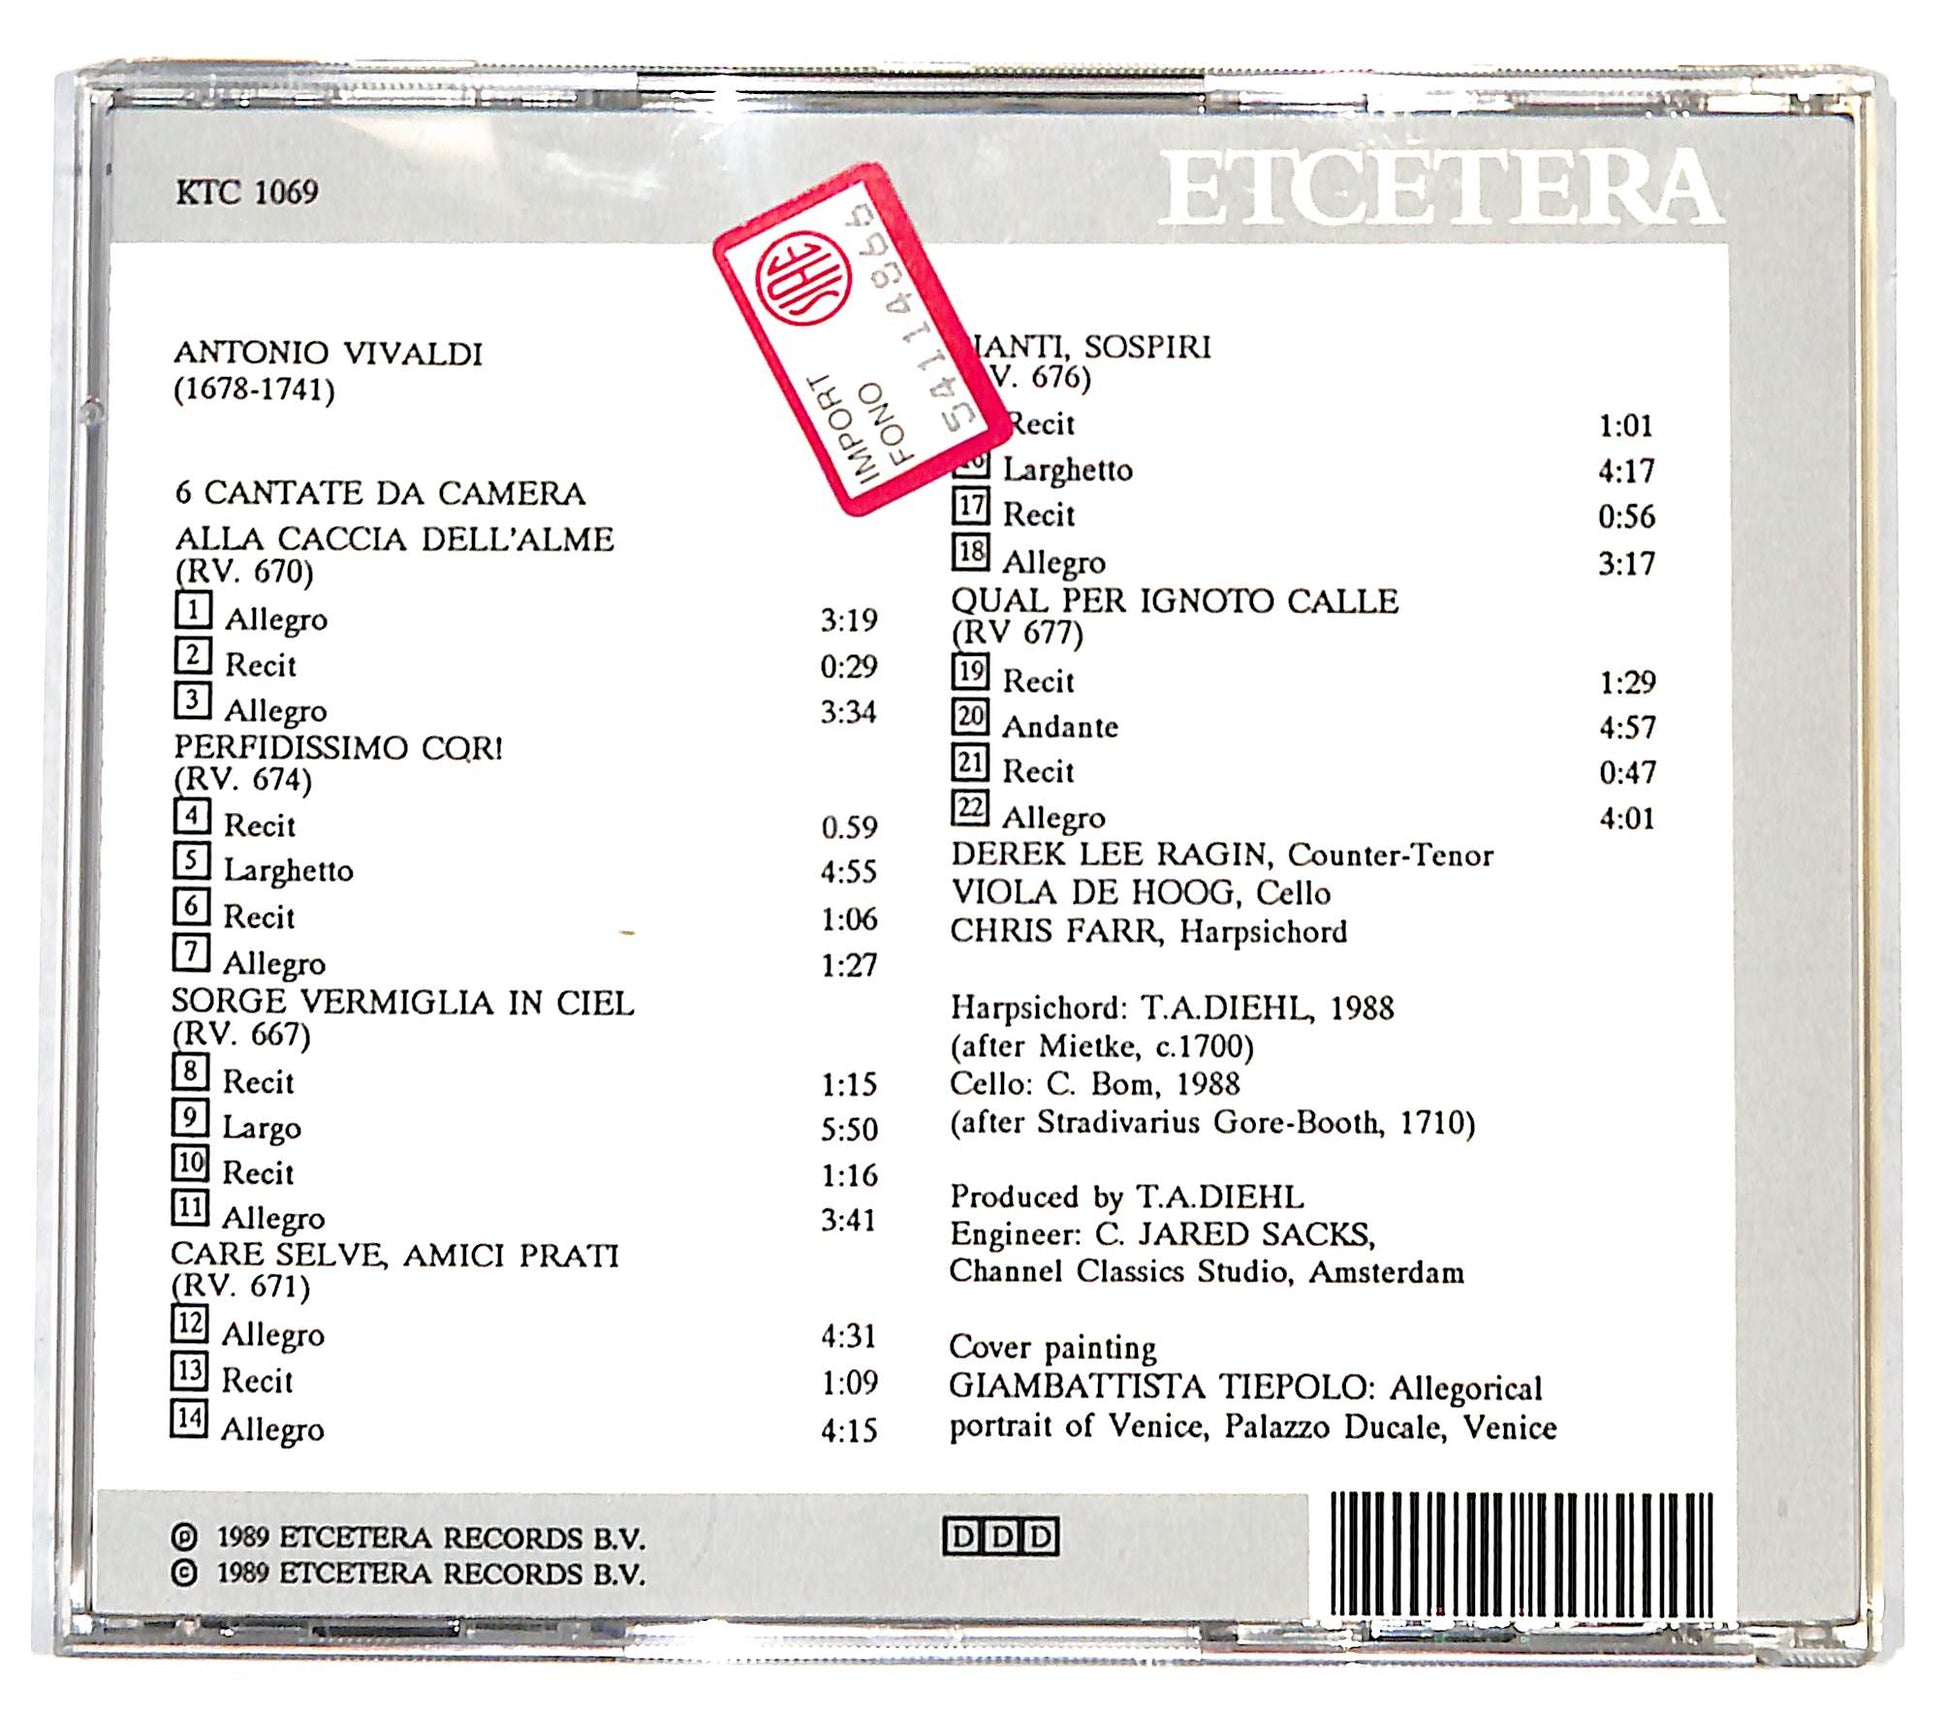 KTC 1069
ETCETERA
SIAE
IMPORT
FONO
ANTONIO VIVALDI
(1678-1741)
6 CANTATE DA CAMERA
ALLA CACCIA DELL'ALME
(RV. 670)
1 Allegro 3:19
2 Recit 0:29
3 Allegro 3:34
PERFIDISSIMO COR!
(RV. 674)
4 Recit 0.59
5 Larghetto 4:55
6 Recit 1:06
7 Allegro 1:27
SORGE VERMIGLIA IN CIEL
(RV. 667)
8 Recit 1:15
9 Largo 5:50
10 Recit 1:16
11 Allegro 3:41
CARE SELVE, AMICI PRATI
(RV. 671)
12 Allegro 4:31
13 Recit 1:09
14 Allegro 4:15
IANTI, SOSPIRI
V. 676)
Recit 1:01
Larghetto 4:17
17 Recit 0:56
18 Allegro 3:17
QUAL PER IGNOTO CALLE
(RV 677)
19 Recit 1:29
20 Andante 4:57
21 Recit 0:47
22 Allegro 4:01
DEREK LEE RAGIN, Counter-Tenor
VIOLA DE HOOG, Cello
CHRIS FARR, Harpsichord
Harpsichord: T.A.DIEHL, 1988
(after Mietke, c.1700)
Cello: C. Bom, 1988
(after Stradivarius Gore-Booth, 1710)
Produced by T.A.DIEHL
Engineer: C. JARED SACKS,
Channel Classics Studio, Amsterdam
Cover painting
GIAMBATTISTA TIEPOLO: Allegorical
portrait of Venice, Palazzo Ducale, Venice
℗ 1989 ETCETERA RECORDS B.V.
© 1989 ETCETERA RECORDS B.V.
DDD